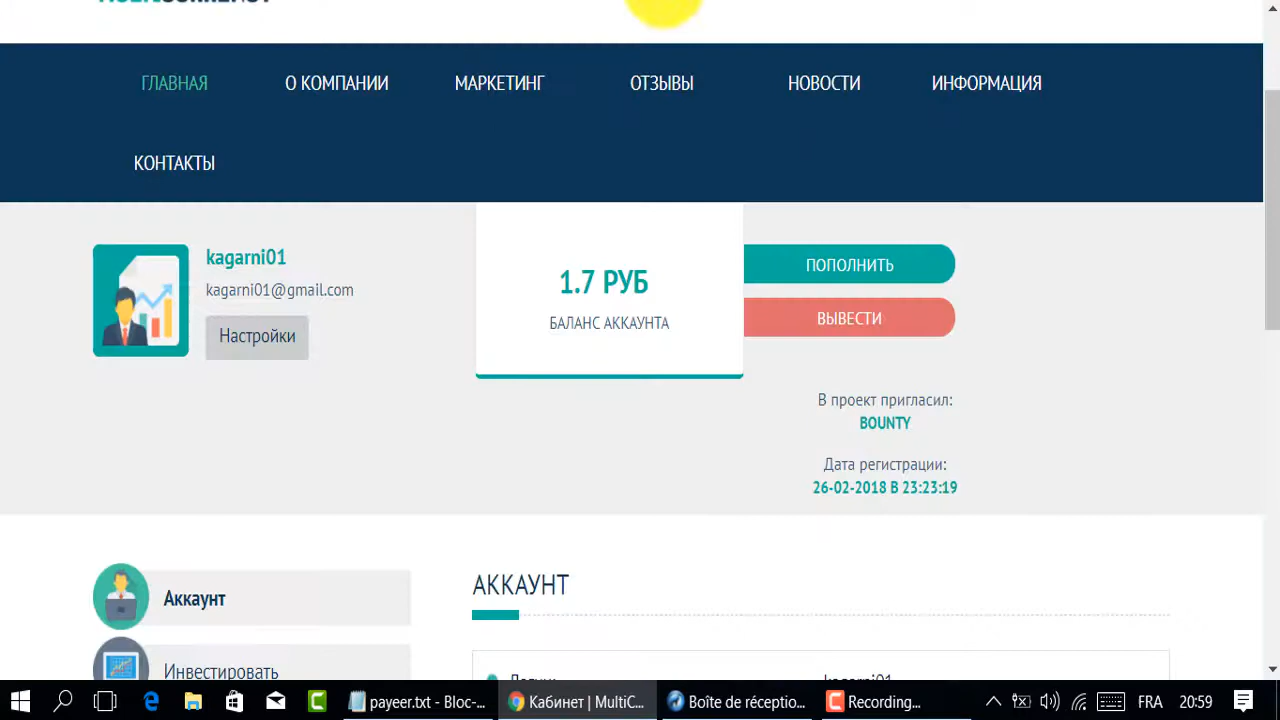 ГЛАВНАЯ О КОМПАНИИ МАРКЕТИНГ ОТЗЫВЫ НОВОСТИ ИНФОРМАЦИЯ
КОНТАКТЫ
kagarni01
kagarni01@gmail.com
Настройки
1.7 РУБ
БАЛАНС АККАУНТА
ПОПОЛНИТЬ
ВЫВЕСТИ
В проект пригласил:
BOUNTY
Дата регистрации:
26-02-2018 В 23:23:19
Аккаунт
Инвестировать
АККАУНТ
kagarni01
payeer.txt - Bloc-... Кабинет | MultiC... Boîte de réceptio... Recording... FRA 20:59